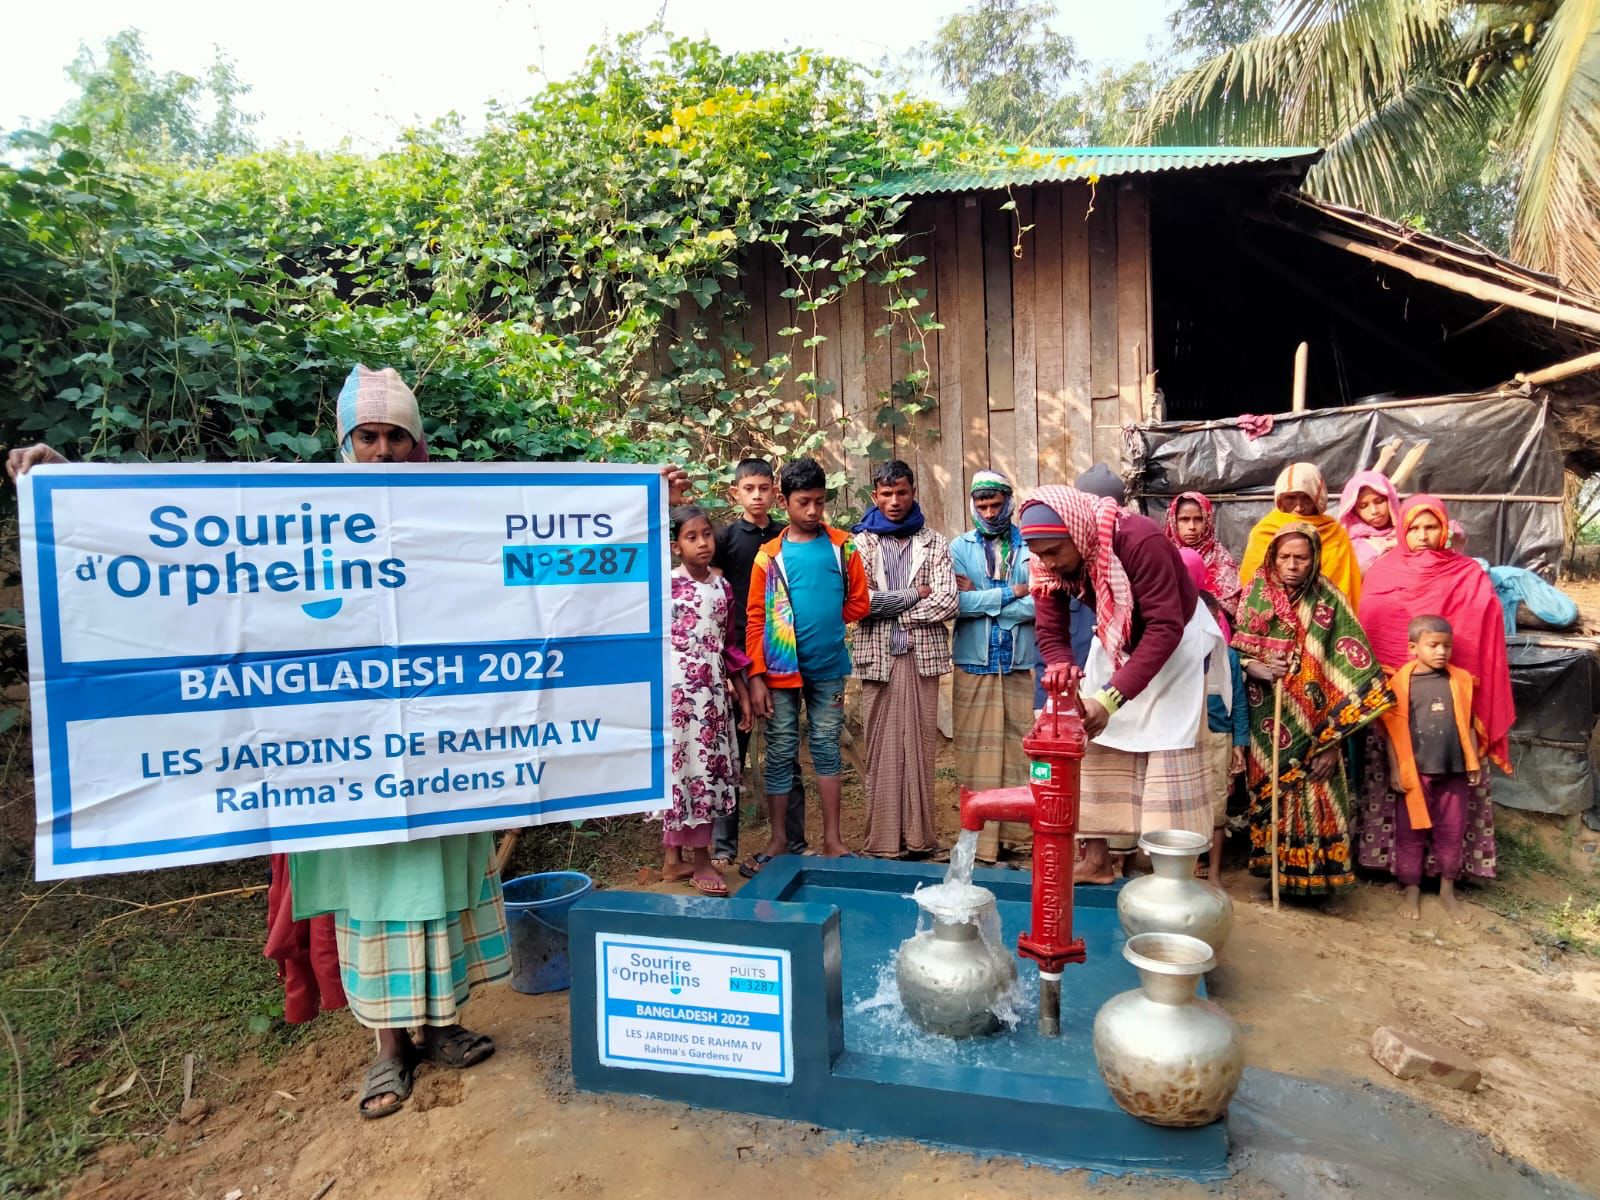 Sourire
d'Orphelins
PUITS
N°3287
BANGLADESH 2022
LES JARDINS DE RAHMA IV
Rahma's Gardens IV
Sourire
d'Orphelins
PUITS
N°3287
BANGLADESH 2022
LES JARDINS DE RAHMA IV
Rahma's Gardens IV